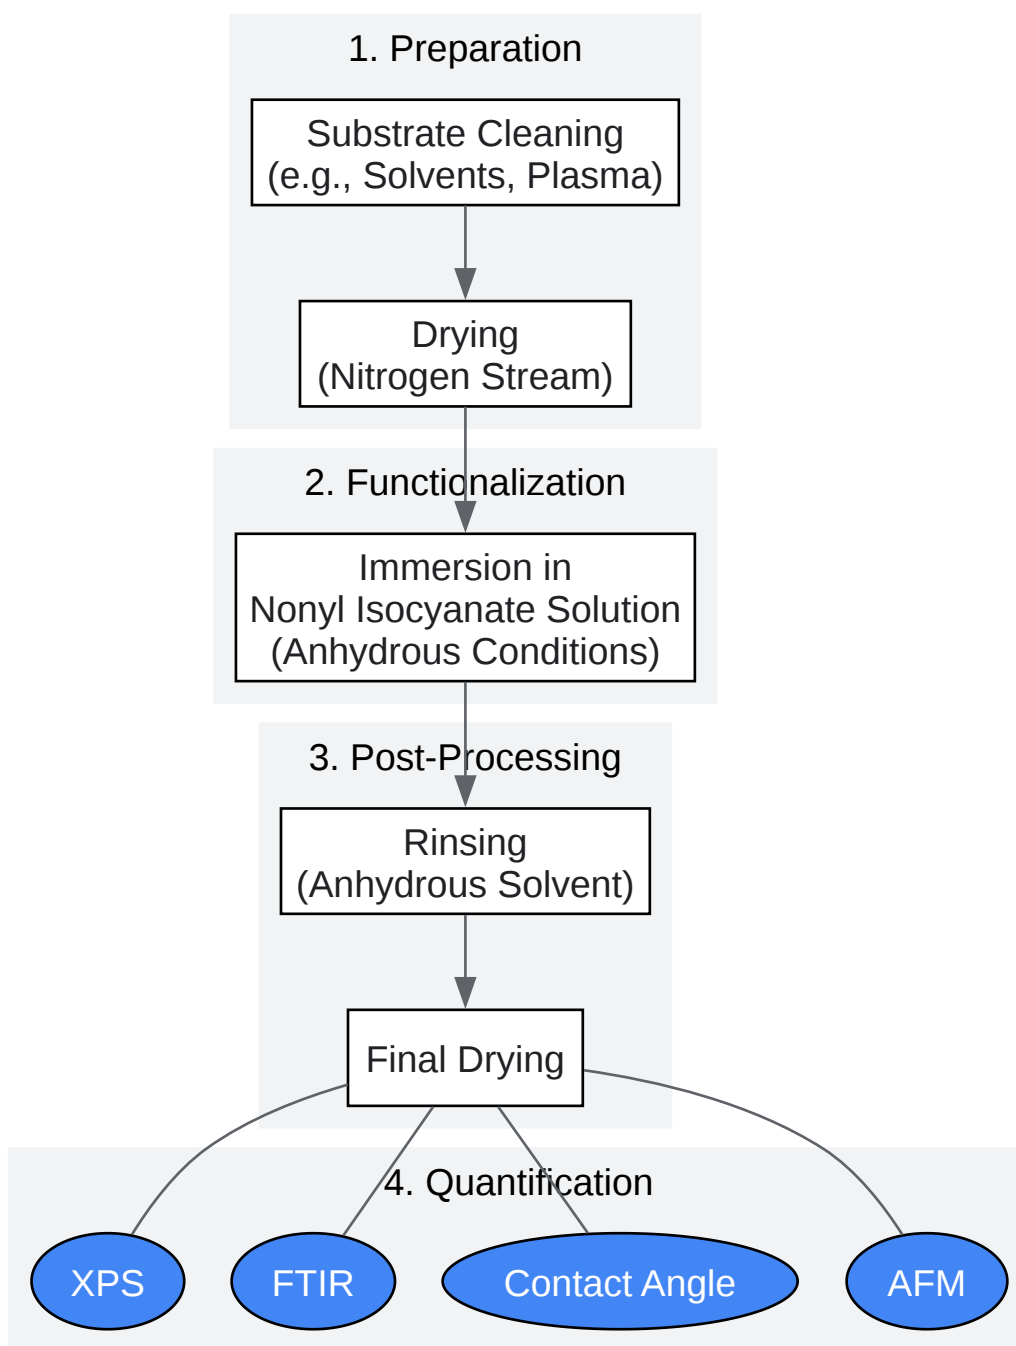 1. Preparation
Substrate Cleaning
(e.g., Solvents, Plasma)
Drying
(Nitrogen Stream)
2. Functionalization
Immersion in
Nonyl Isocyanate Solution
(Anhydrous Conditions)
3. Post-Processing
Rinsing
(Anhydrous Solvent)
Final Drying
4. Quantification
XPS
FTIR
Contact Angle
AFM